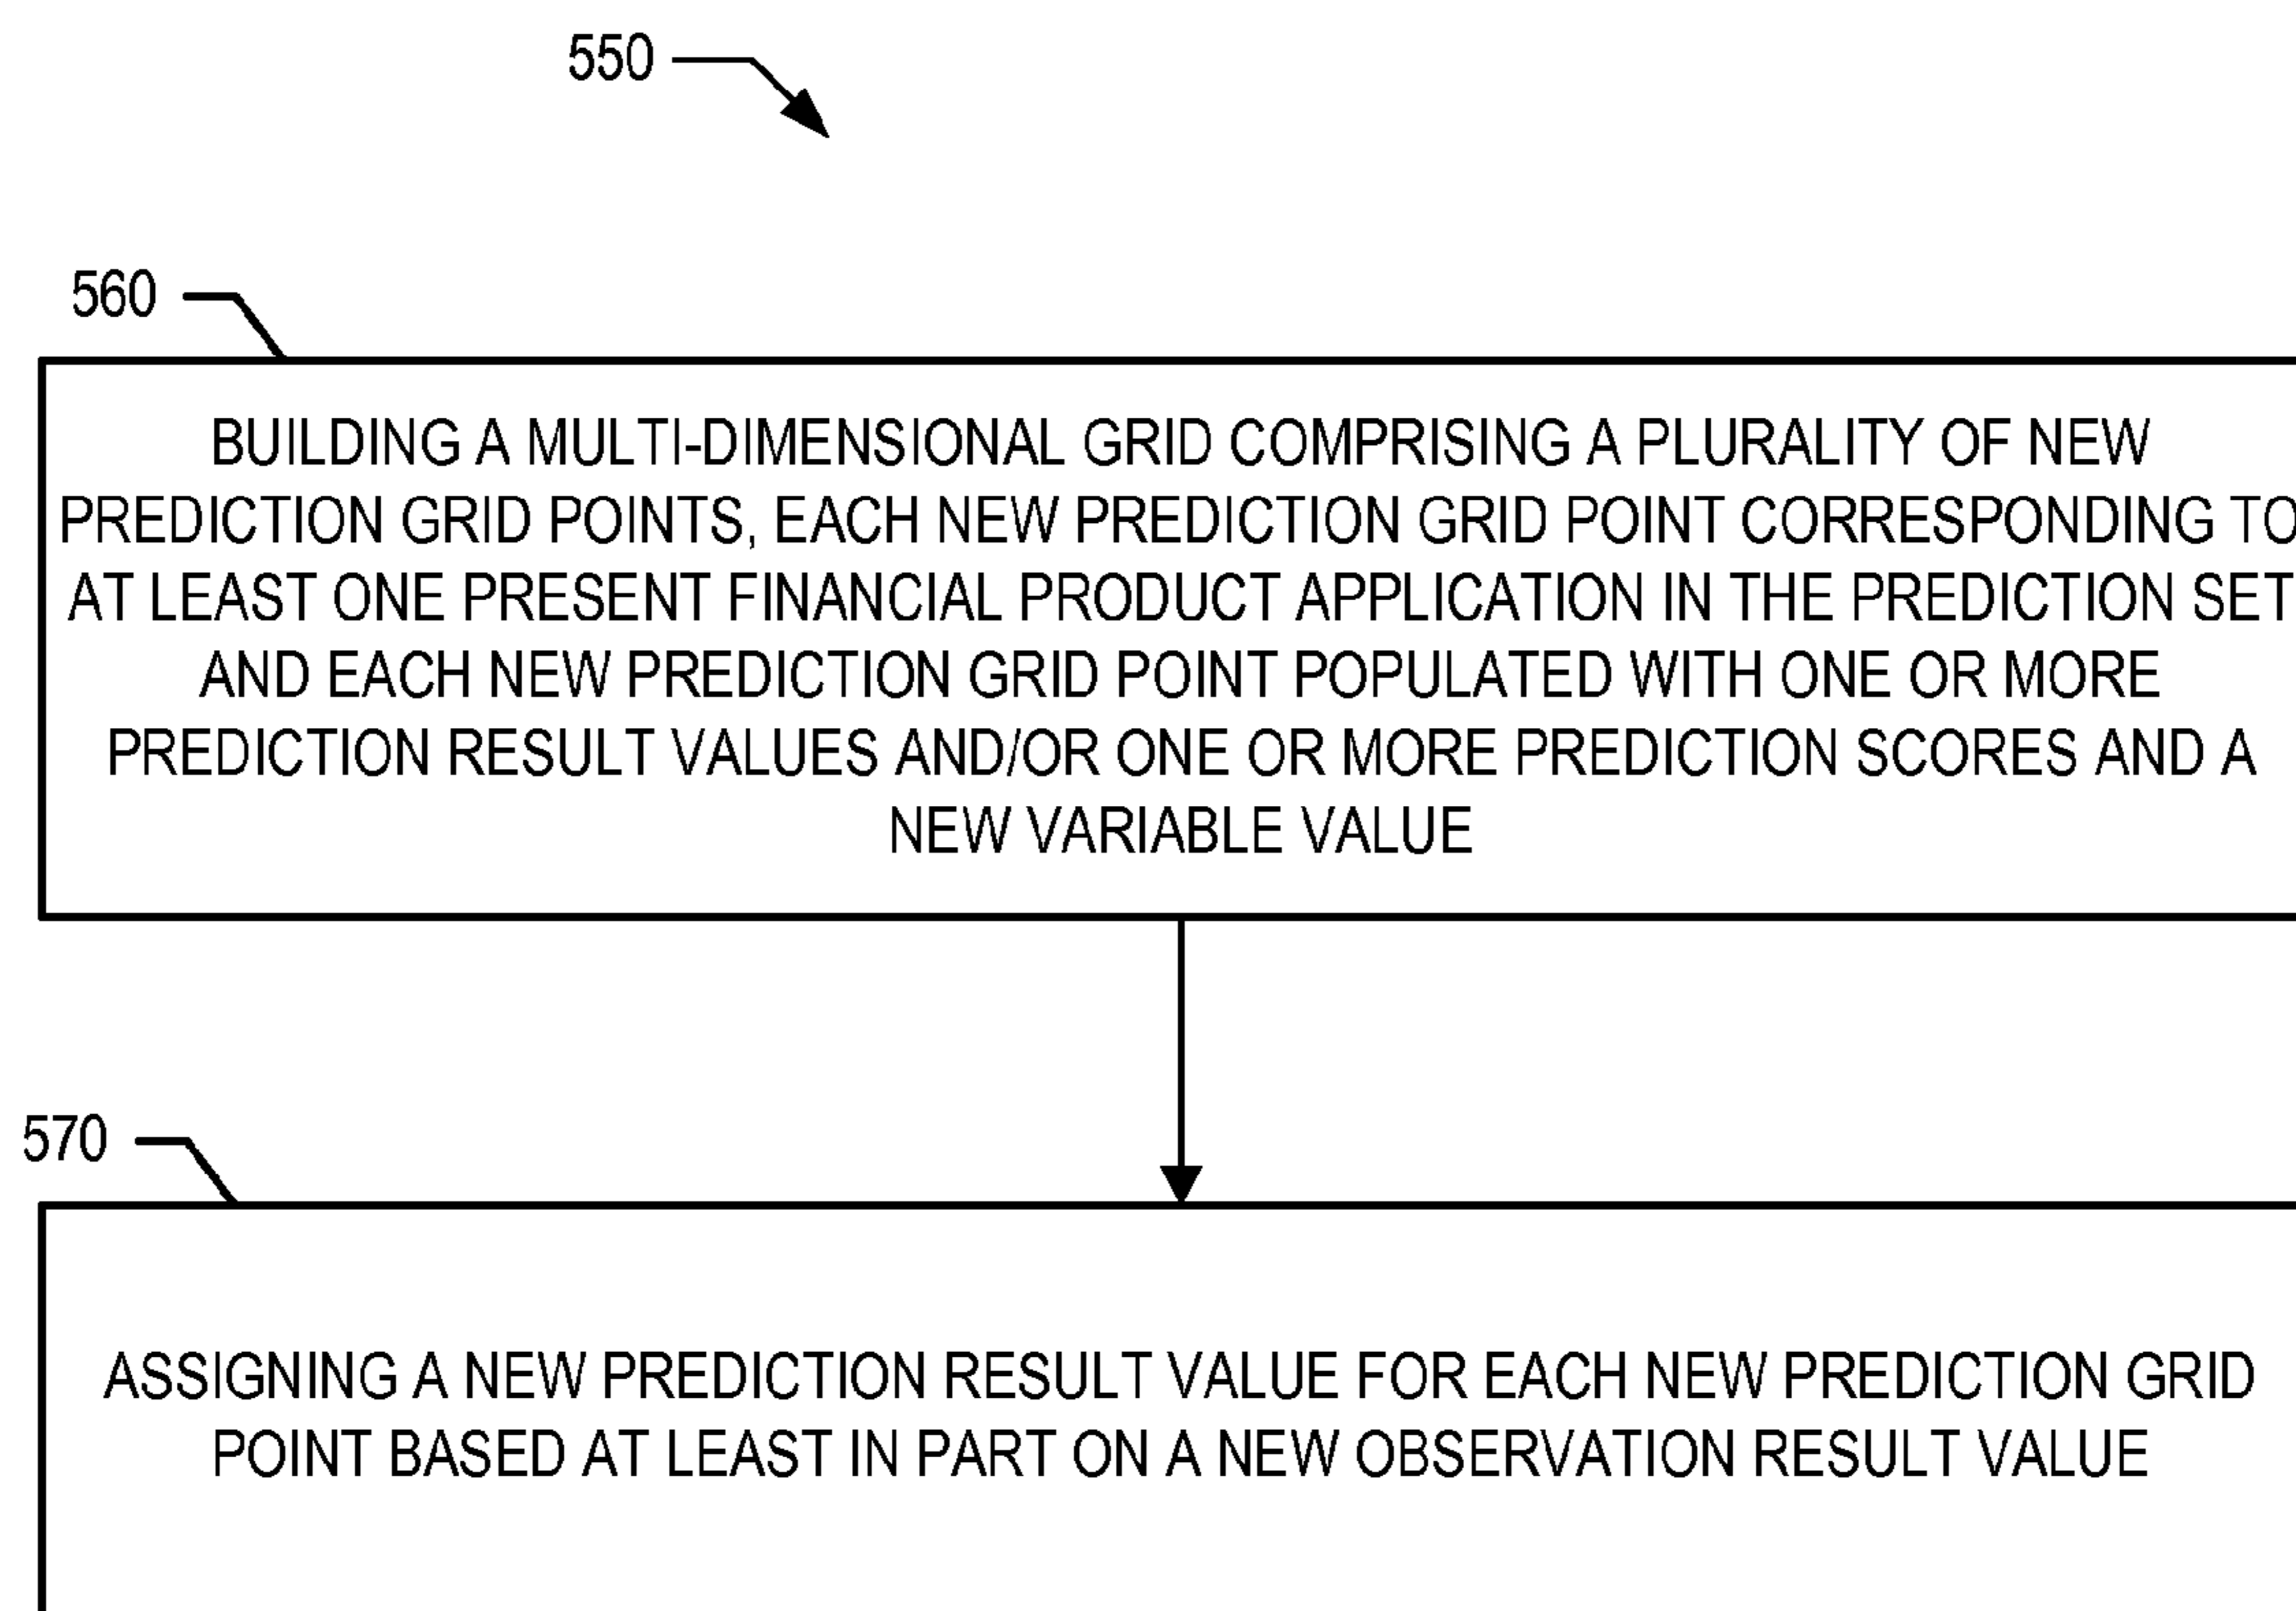 550
560
BUILDING A MULTI-DIMENSIONAL GRID COMPRISING A PLURALITY OF NEW
PREDICTION GRID POINTS, EACH NEW PREDICTION GRID POINT CORRESPONDING TO
AT LEAST ONE PRESENT FINANCIAL PRODUCT APPLICATION IN THE PREDICTION SET
AND EACH NEW PREDICTION GRID POINT POPULATED WITH ONE OR MORE
PREDICTION RESULT VALUES AND/OR ONE OR MORE PREDICTION SCORES AND A
NEW VARIABLE VALUE
570
ASSIGNING A NEW PREDICTION RESULT VALUE FOR EACH NEW PREDICTION GRID
POINT BASED AT LEAST IN PART ON A NEW OBSERVATION RESULT VALUE